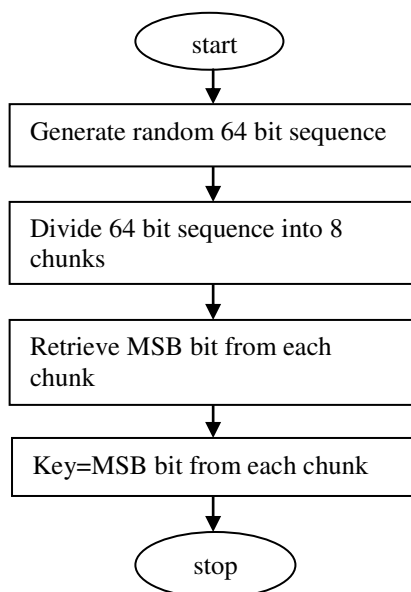 start
Generate random 64 bit sequence
Divide 64 bit sequence into 8
chunks
Retrieve MSB bit from each
chunk
Key=MSB bit from each chunk
stop